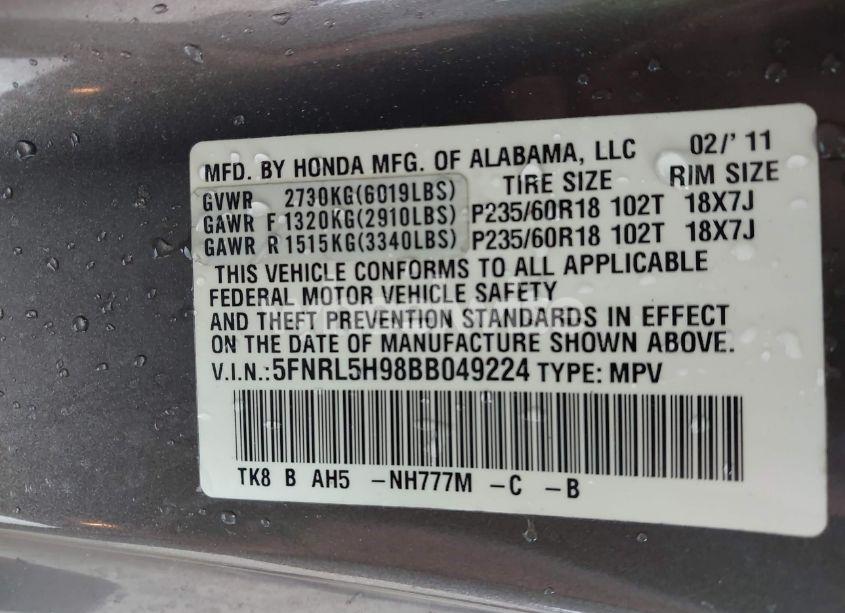 MFD. BY HONDA MFG. OF ALABAMA, LLC 02/' 11
GVWR 2730KG(6019LBS) TIRE SIZE RIM SIZE
GAWR F 1320KG(2910LBS) P235/60R18 102T 18X7J
GAWR R 1515KG(3340LBS) P235/60R18 102T 18X7J
THIS VEHICLE CONFORMS TO ALL APPLICABLE
FEDERAL MOTOR VEHICLE SAFETY
AND THEFT PREVENTION STANDARDS IN EFFECT
ON THE DATE OF MANUFACTURE SHOWN ABOVE.
V.I.N.: 5FNRL5H98BB049224 TYPE: MPV
TK8 B AH5 -NH777M -C -B